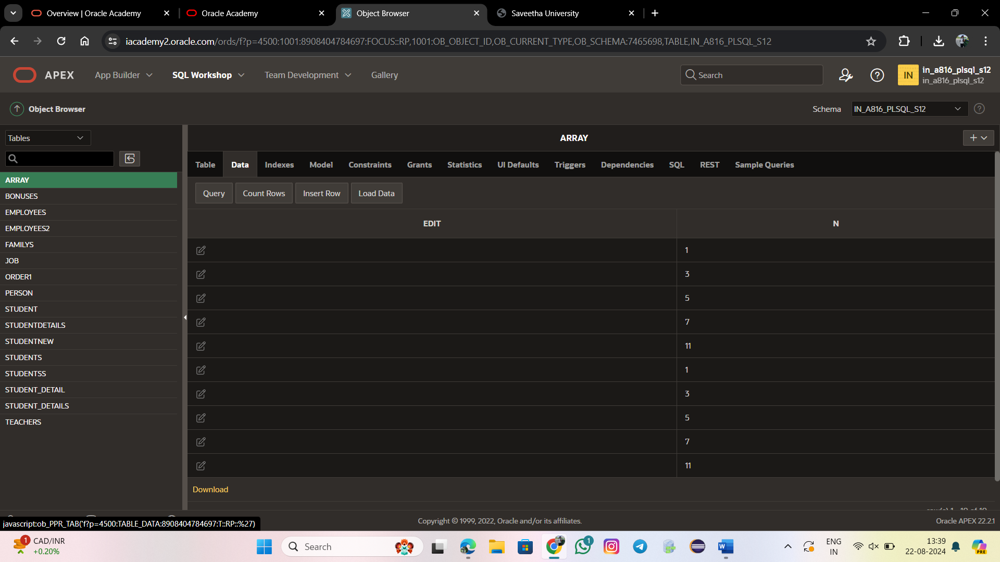 Overview | Oracle Academy
Oracle Academy
Object Browser
Saveetha University
iacademy2.oracle.com/ords/f?p=4500:1001:8908404784697:FOCUS::RP,1001:OB_OBJECT_ID,OB_CURRENT_TYPE,OB_SCHEMA:7465698,TABLE,IN_A816_PLSQL_S12
APEX
App Builder
SQL Workshop
Team Development
Gallery
Search
IN
in_a816_plsql_s12
in_a816_plsql_s12
Object Browser
Schema
IN_A816_PLSQL_S12
Tables
ARRAY
BONUSES
EMPLOYEES
EMPLOYEES2
FAMILYS
JOB
ORDER1
PERSON
STUDENT
STUDENTDETAILS
STUDENTNEW
STUDENTS
STUDENTSS
STUDENT_DETAIL
STUDENT_DETAILS
TEACHERS
ARRAY
Table Data Indexes Model Constraints Grants Statistics UI Defaults Triggers Dependencies SQL REST Sample Queries
Query Count Rows Insert Row Load Data
EDIT N
1
3
5
7
11
1
3
5
7
11
Download
javascript:ob_PPR_TAB('f?p=4500:TABLE_DATA:8908404784697:T::RP::%27)
Copyright © 1999, 2022, Oracle and/or its affiliates.
Oracle APEX 22.2.1
1
CAD/INR
+0.20%
Search
1
ENG
IN
13:39
22-08-2024
PRE